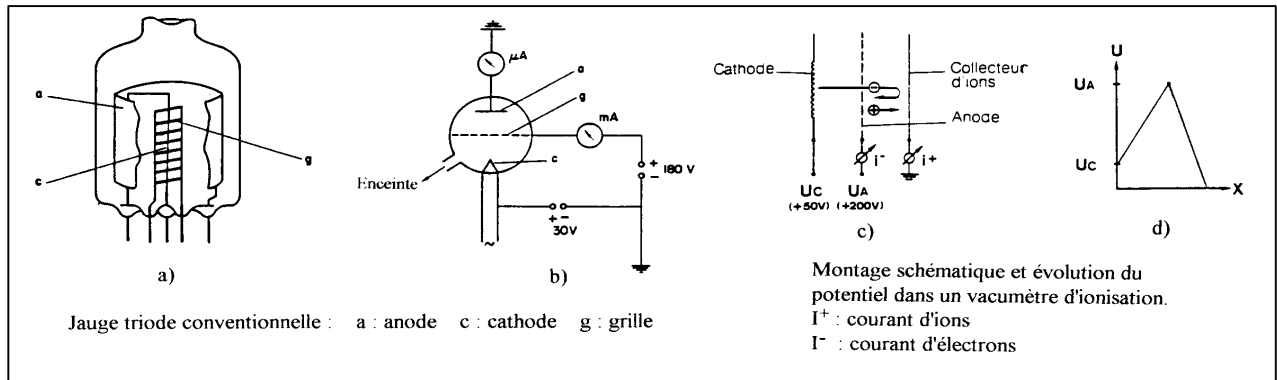 a
c
g
a)
µA
a
g
mA
c
Enceinte
+
−
180 V
+ −
30V
~
b)
Cathode
Collecteur
d'ions
−
+
Anode
i⁻
i⁺
UC
UA
(+50V)
(+200V)
c)
U
UA
UC
X
d)
Jauge triode conventionnelle : a : anode c : cathode g : grille
Montage schématique et évolution du
potentiel dans un vacumètre d'ionisation.
I⁺ : courant d'ions
I⁻ : courant d'électrons